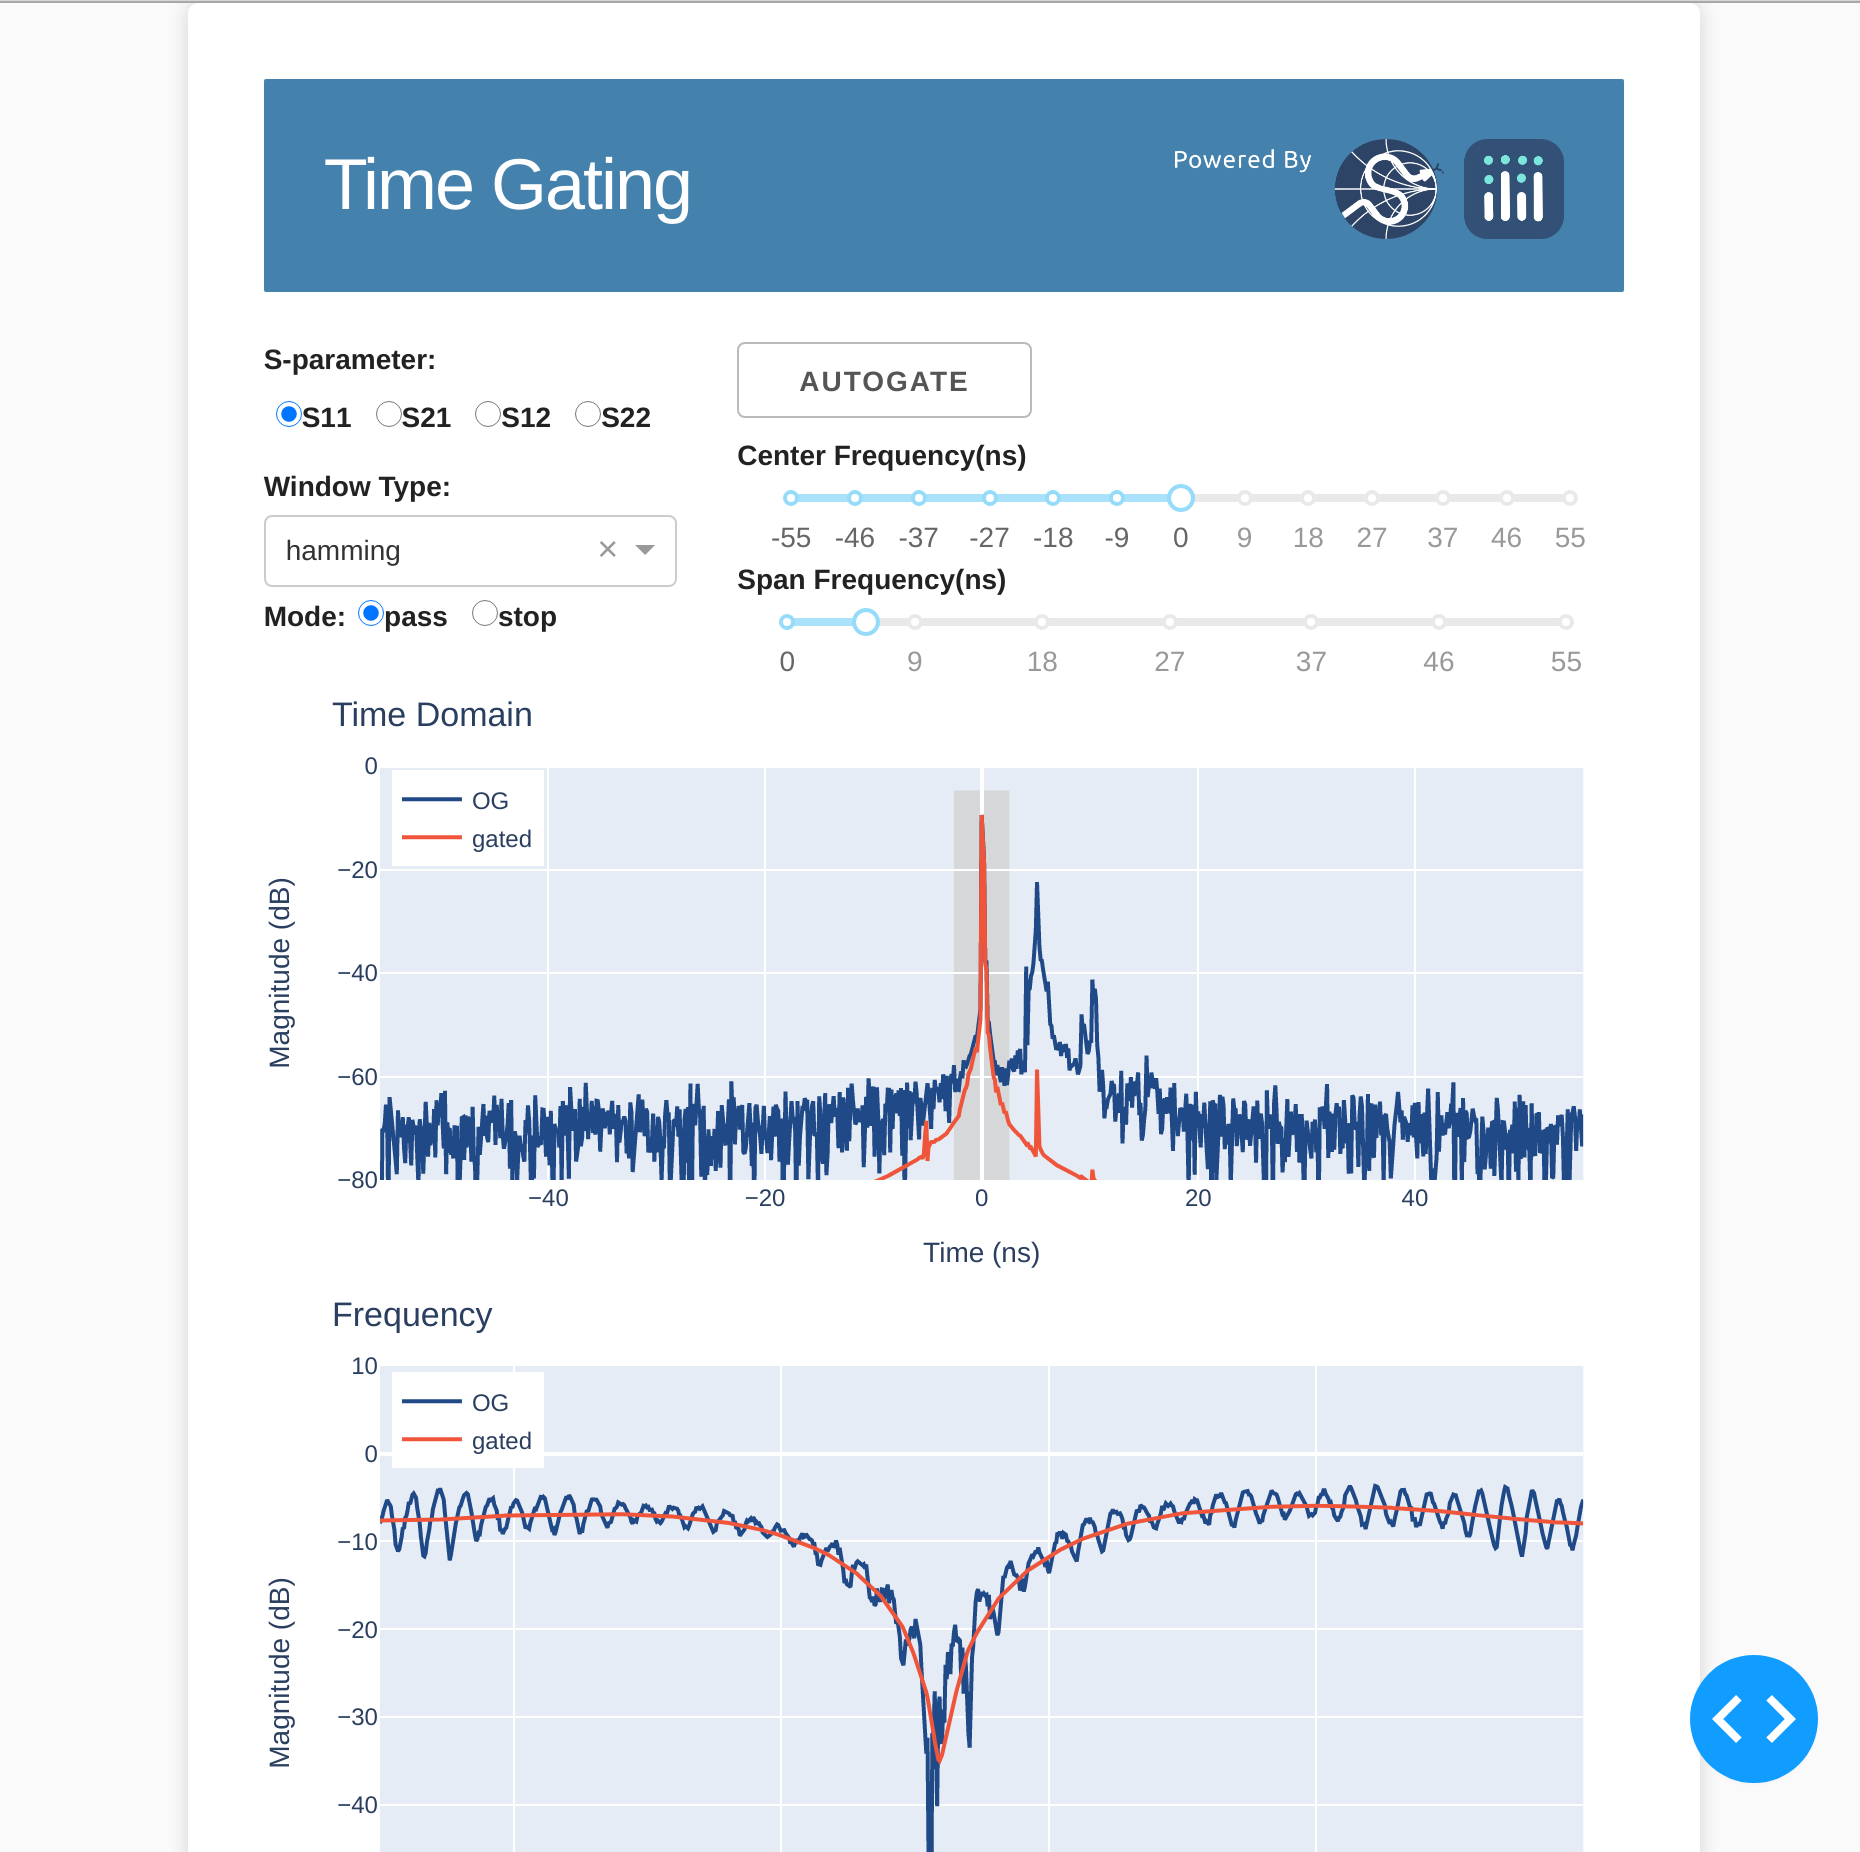 Time Gating
Powered By
S-parameter:
S11 S21 S12 S22
Window Type:
hamming
Mode: pass stop
AUTOGATE
Center Frequency(ns)
-55 -46 -37 -27 -18 -9 0 9 18 27 37 46 55
Span Frequency(ns)
0 9 18 27 37 46 55
Time Domain
OG
gated
0
−20
−40
−60
−80
Magnitude (dB)
−40 −20 0 20 40
Time (ns)
Frequency
OG
gated
10
0
−10
−20
−30
−40
Magnitude (dB)